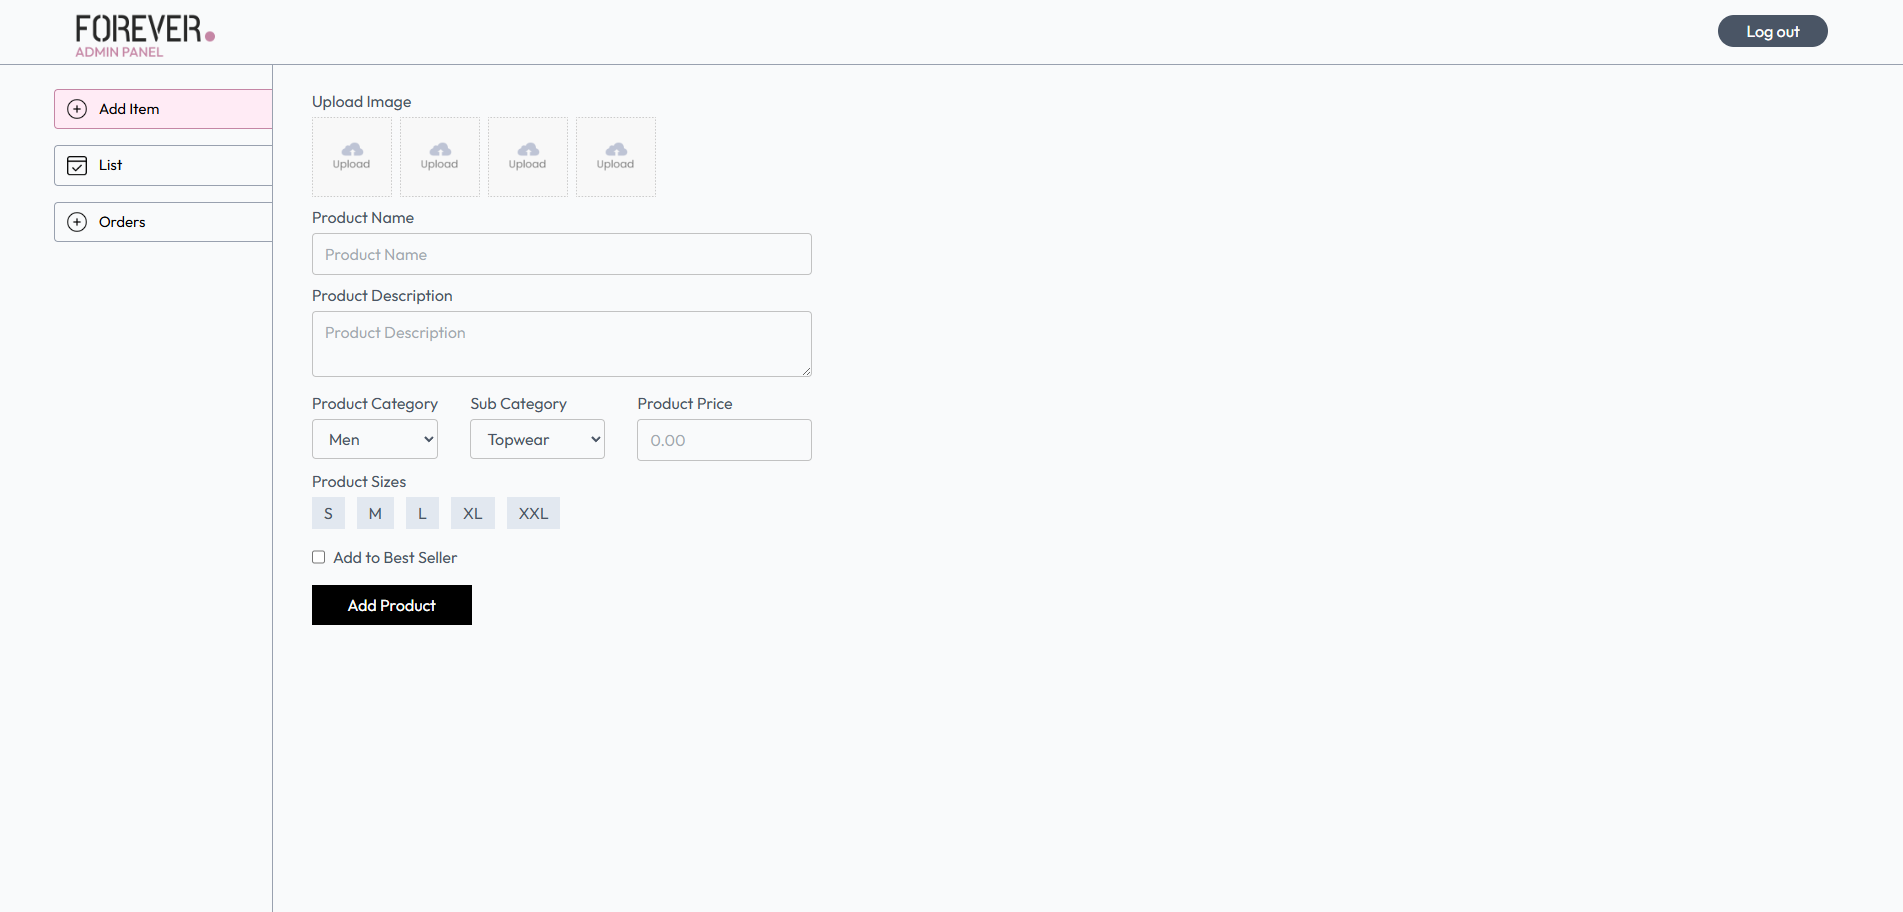 FOREVER.
ADMIN PANEL
Log out
Add Item
List
Orders
Upload Image
Upload Upload Upload Upload
Product Name
Product Name
Product Description
Product Description
Product Category Sub Category Product Price
Men Topwear 0.00
Product Sizes
S M L XL XXL
Add to Best Seller
Add Product